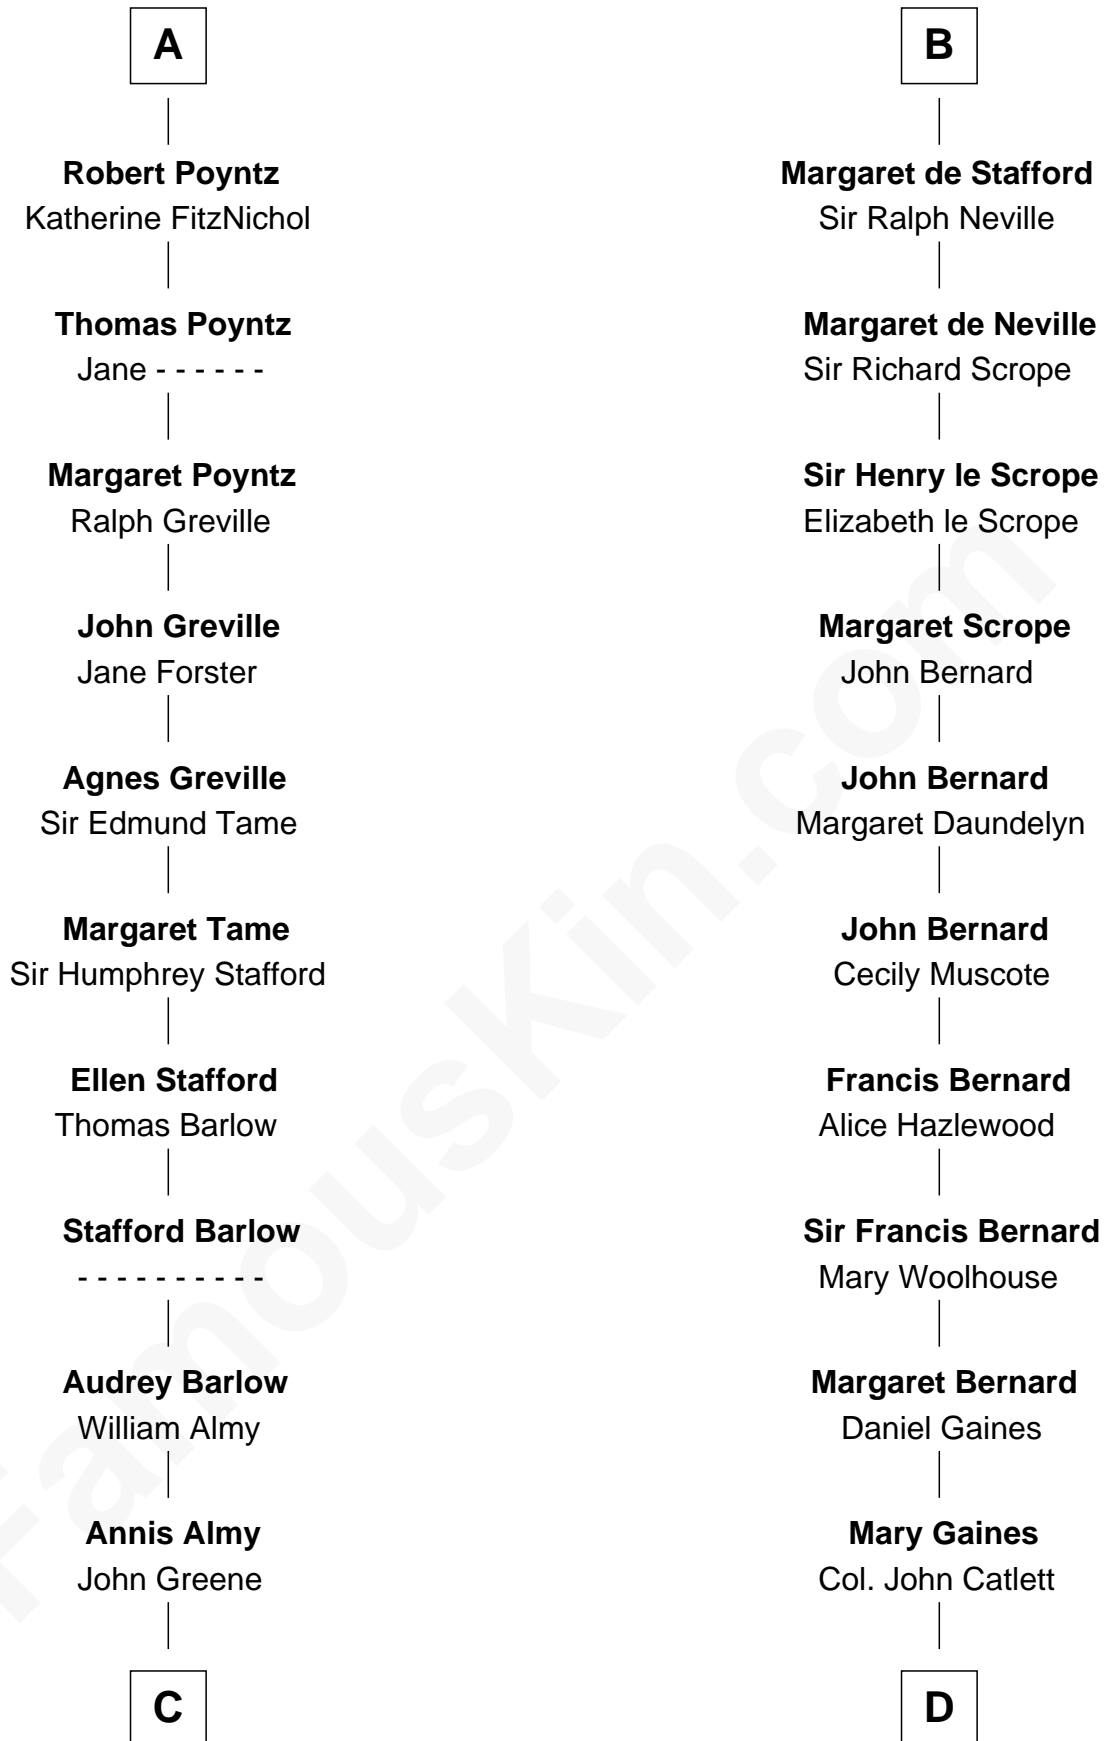 A
Robert Poyntz
Katherine FitzNichol
Thomas Poyntz
Jane - - - - - -
Margaret Poyntz
Ralph Greville
John Greville
Jane Forster
Agnes Greville
Sir Edmund Tame
Margaret Tame
Sir Humphrey Stafford
Ellen Stafford
Thomas Barlow
Stafford Barlow
- - - - - - - - - -
Audrey Barlow
William Almy
Annis Almy
John Greene
C
B
Margaret de Stafford
Sir Ralph Neville
Margaret de Neville
Sir Richard Scrope
Sir Henry le Scrope
Elizabeth le Scrope
Margaret Scrope
John Bernard
John Bernard
Margaret Daundelyn
John Bernard
Cecily Muscote
Francis Bernard
Alice Hazlewood
Sir Francis Bernard
Mary Woolhouse
Margaret Bernard
Daniel Gaines
Mary Gaines
Col. John Catlett
D
FamousKin.com